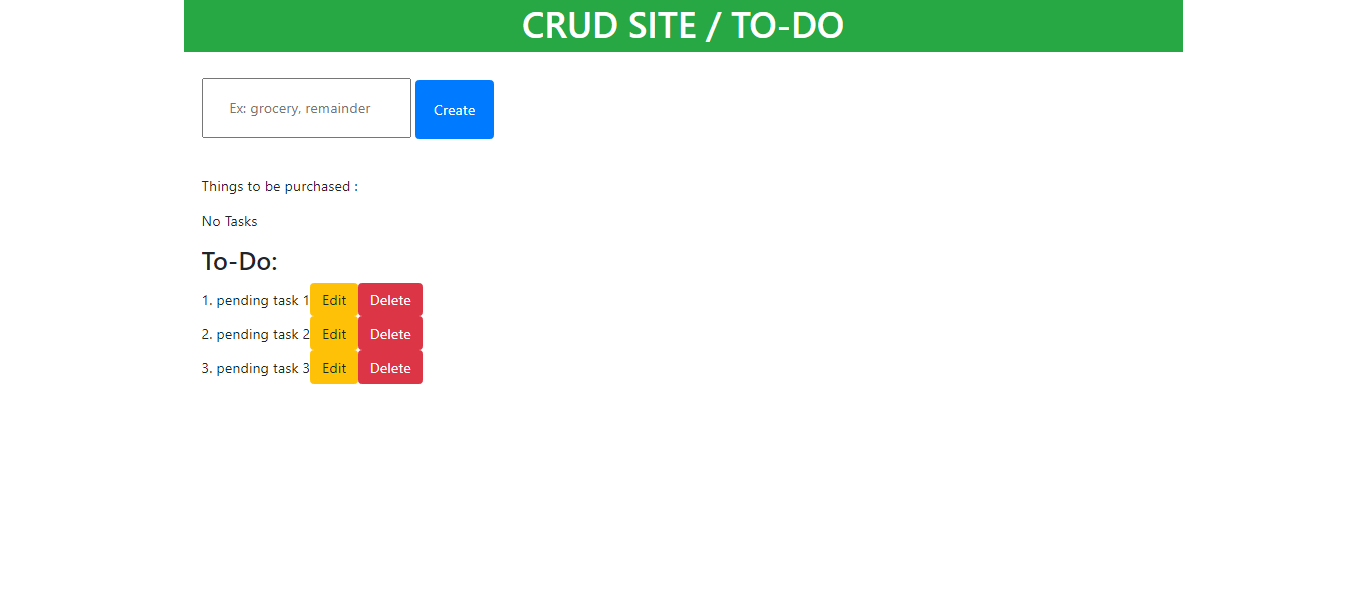 CRUD SITE / TO-DO
Ex: grocery, remainder
Create
Things to be purchased :
No Tasks
To-Do:
1. pending task 1 Edit Delete
2. pending task 2 Edit Delete
3. pending task 3 Edit Delete